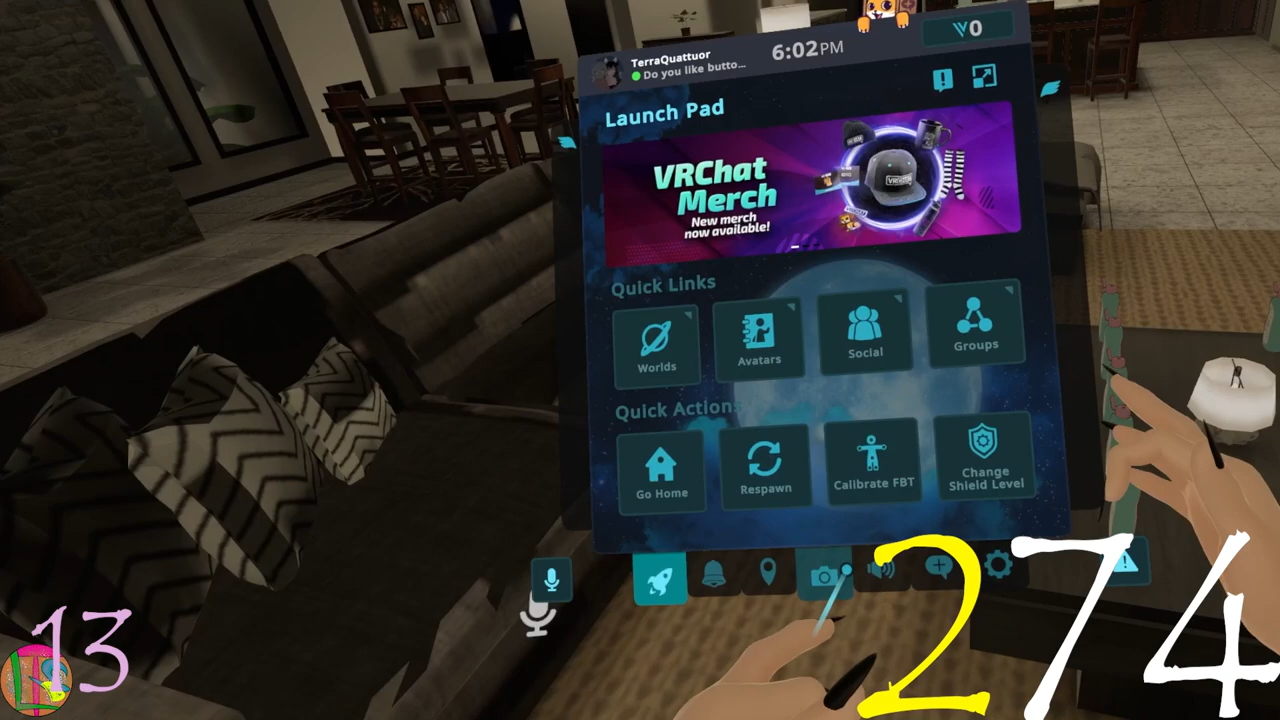 TerraQuattuor
Do you like butto...
6:02PM
0
Launch Pad
VRChat
Merch
New merch
now available!
Quick Links
Worlds
Avatars
Social
Groups
Quick Actions
Go Home
Respawn
Calibrate FBT
Change
Shield Level
13
274